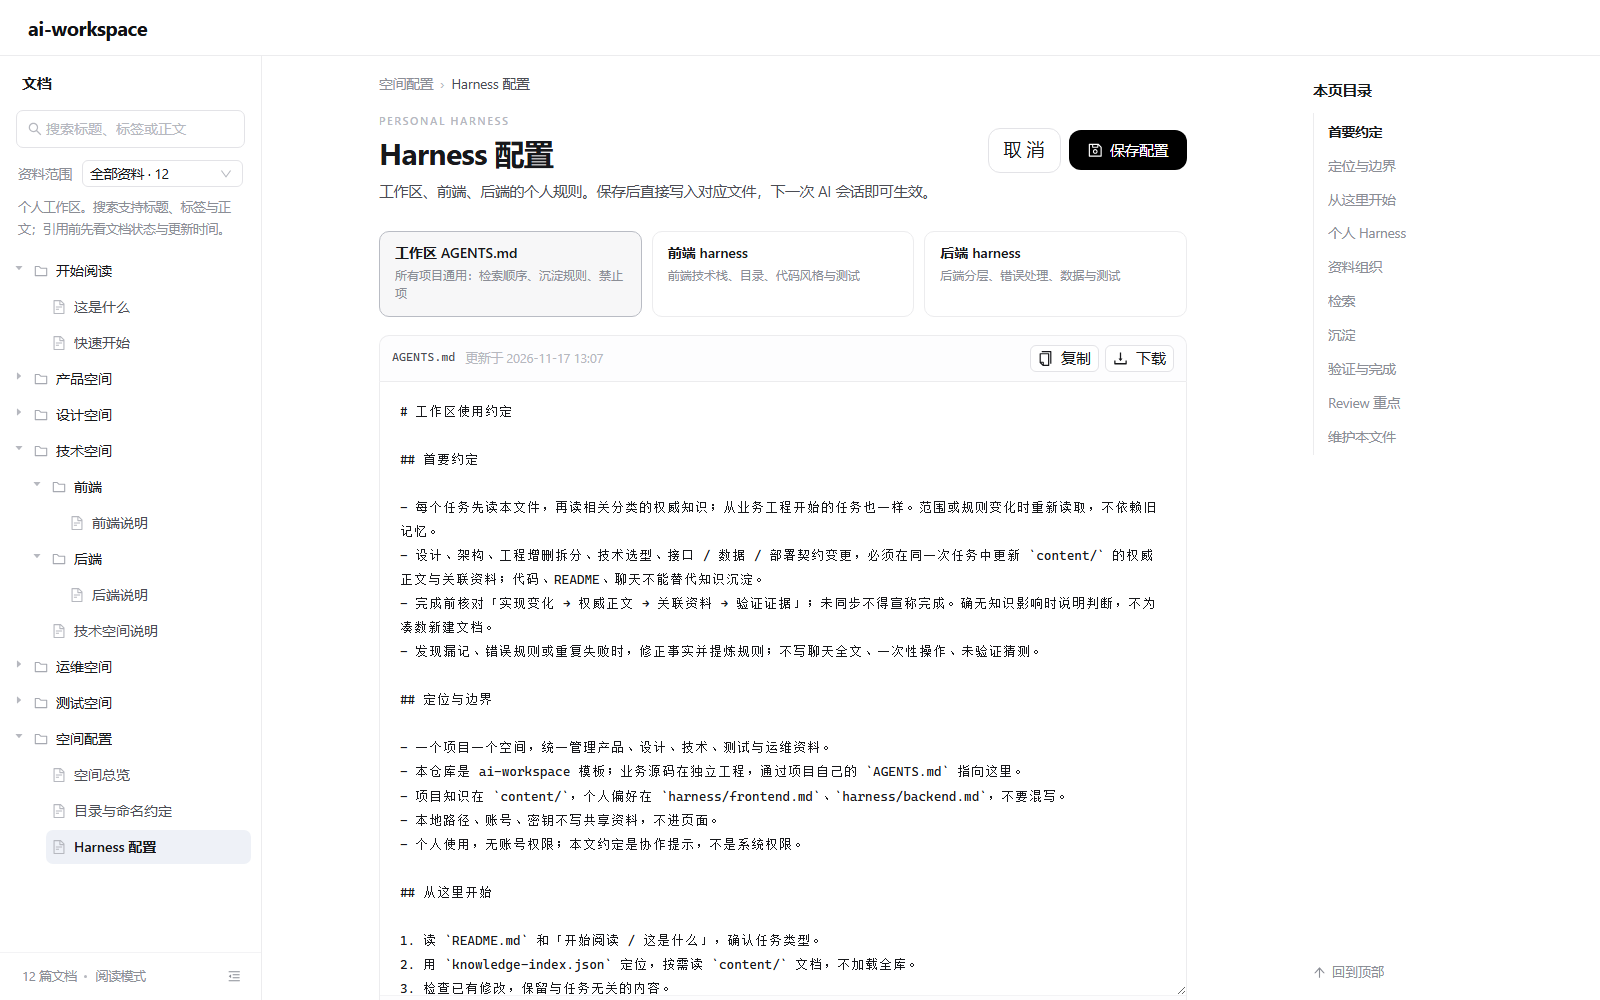 ai-workspace
文档
搜索标题、标签或正文
资料范围
全部资料 · 12
个人工作区。搜索支持标题、标签与正
文；引用前先看文档状态与更新时间。
开始阅读
这是什么
快速开始
产品空间
设计空间
技术空间
前端
前端说明
后端
后端说明
技术空间说明
运维空间
测试空间
空间配置
空间总览
目录与命名约定
Harness 配置
12 篇文档 · 阅读模式
空间配置 › Harness 配置
PERSONAL HARNESS
Harness 配置
工作区、前端、后端的个人规则。保存后直接写入对应文件，下一次 AI 会话即可生效。
取 消
保存配置
工作区 AGENTS.md
所有项目通用：检索顺序、沉淀规则、禁止
项
前端 harness
前端技术栈、目录、代码风格与测试
后端 harness
后端分层、错误处理、数据与测试
AGENTS.md 更新于 2026-11-17 13:07
复制
下载
# 工作区使用约定
## 首要约定
- 每个任务先读本文件，再读相关分类的权威知识；从业务工程开始的任务也一样。范围或规则变化时重新读取，不依赖旧
记忆。
- 设计、架构、工程增删拆分、技术选型、接口 / 数据 / 部署契约变更，必须在同一次任务中更新 `content/` 的权威
正文与关联资料；代码、README、聊天不能替代知识沉淀。
- 完成前核对「实现变化 → 权威正文 → 关联资料 → 验证证据」；未同步不得宣称完成。确无知识影响时说明判断，不为
凑数新建文档。
- 发现漏记、错误规则或重复失败时，修正事实并提炼规则；不写聊天全文、一次性操作、未验证猜测。
## 定位与边界
- 一个项目一个空间，统一管理产品、设计、技术、测试与运维资料。
- 本仓库是 ai-workspace 模板；业务源码在独立工程，通过项目自己的 `AGENTS.md` 指向这里。
- 项目知识在 `content/`，个人偏好在 `harness/frontend.md`、`harness/backend.md`，不要混写。
- 本地路径、账号、密钥不写共享资料，不进页面。
- 个人使用，无账号权限；本文约定是协作提示，不是系统权限。
## 从这里开始
1. 读 `README.md` 和「开始阅读 / 这是什么」，确认任务类型。
2. 用 `knowledge-index.json` 定位，按需读 `content/` 文档，不加载全库。
3. 检查已有修改，保留与任务无关的内容。
本页目录
首要约定
定位与边界
从这里开始
个人 Harness
资料组织
检索
沉淀
验证与完成
Review 重点
维护本文件
回到顶部